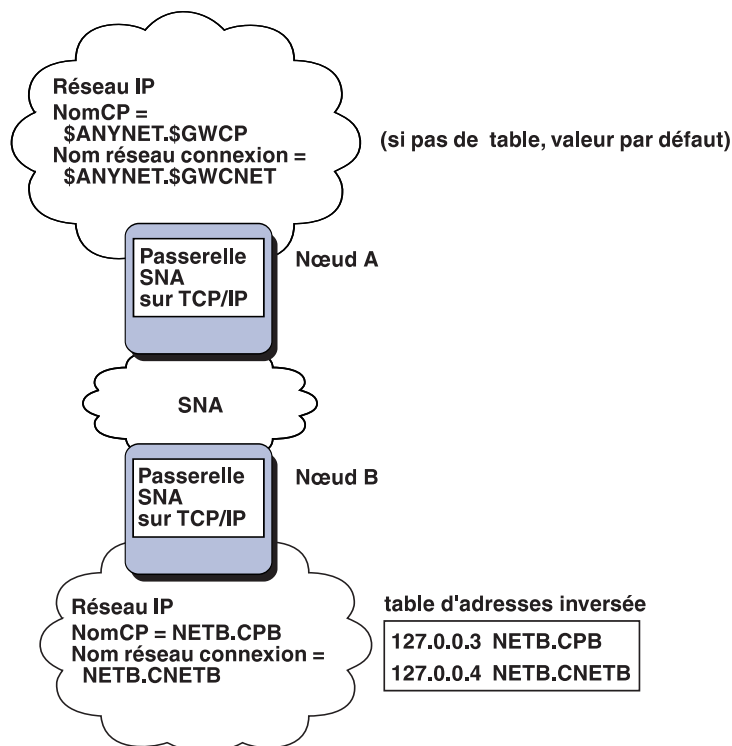 Réseau IP
NomCP =
$ANYNET.$GWCP
Nom réseau connexion =
$ANYNET.$GWCNET
(si pas de table, valeur par défaut)
Passerelle
SNA
sur TCP/IP
Nœud A
SNA
Passerelle
SNA
sur TCP/IP
Nœud B
Réseau IP
NomCP = NETB.CPB
Nom réseau connexion =
NETB.CNETB
table d'adresses inversée
127.0.0.3 NETB.CPB
127.0.0.4 NETB.CNETB